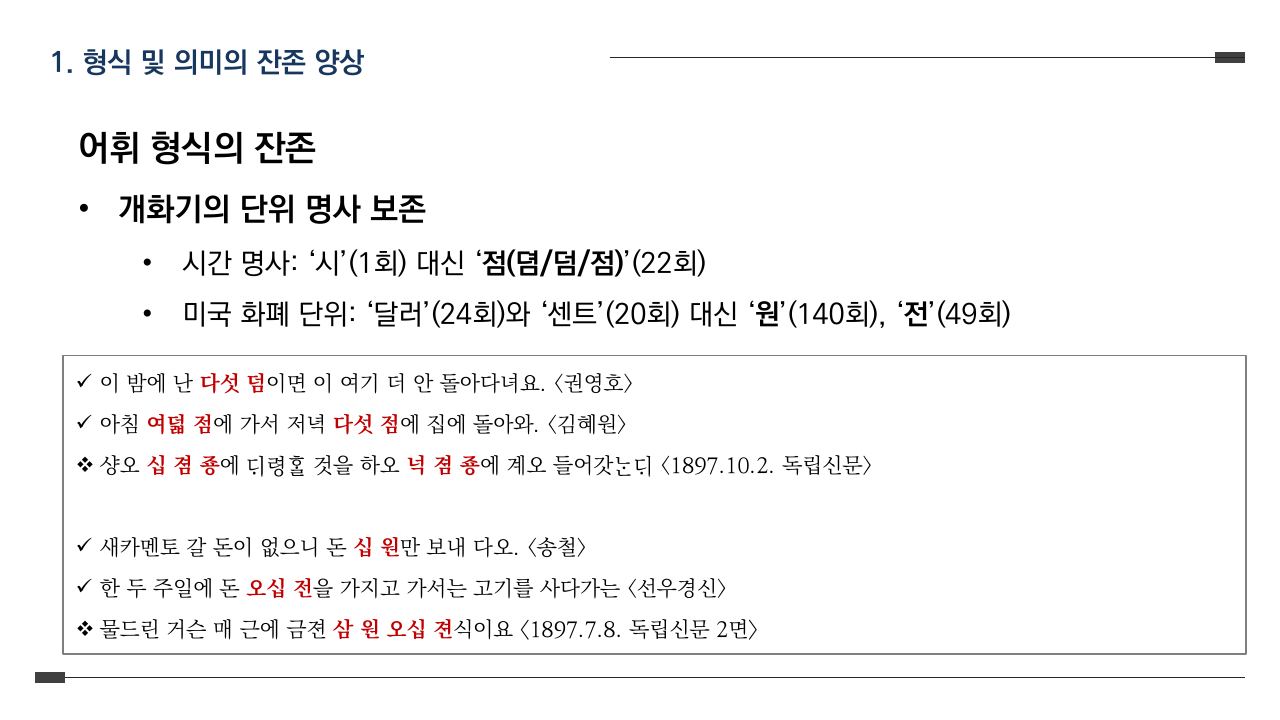 1. 형식 및 의미의 잔존 양상
어휘 형식의 잔존
• 개화기의 단위 명사 보존
• 시간 명사: ‘시’(1회) 대신 ‘점(뎜/덤/점)’(22회)
• 미국 화폐 단위: ‘달러’(24회)와 ‘센트’(20회) 대신 ‘원’(140회), ‘전’(49회)
✓ 이 밤에 난 다섯 덤이면 이 여기 더 안 돌아다녀요. 〈권영호〉
✓ 아침 여덟 점에 가서 저녁 다섯 점에 집에 돌아와. 〈김혜원〉
❖ 샹오 십 졈 죵에 ᄃᆡ령ᄒᆞᆯ 것을 하오 넉 졈 죵에 계오 들어갓ᄂᆞᆫᄃᆡ 〈1897.10.2. 독립신문〉
✓ 새카멘토 갈 돈이 없으니 돈 십 원만 보내 다오. 〈송철〉
✓ 한 두 주일에 돈 오십 전을 가지고 가서는 고기를 사다가는 〈선우경신〉
❖ 물드린 거슨 매 근에 금젼 삼 원 오십 젼식이요 〈1897.7.8. 독립신문 2면〉